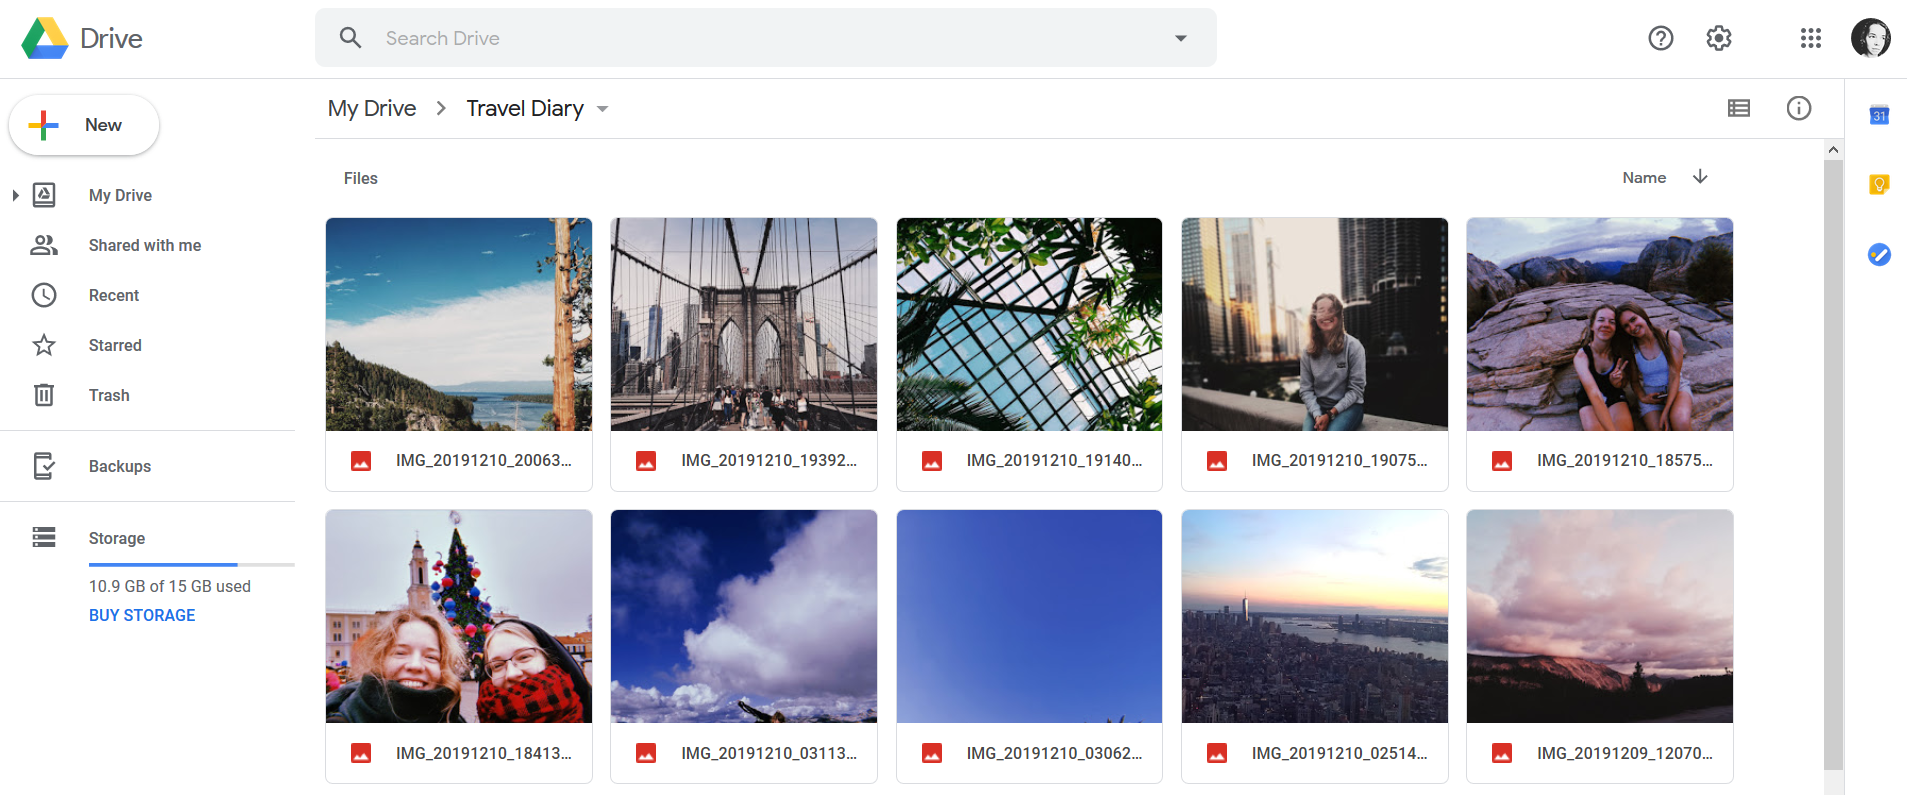 Drive
Search Drive
New
My Drive > Travel Diary
31
My Drive
Shared with me
Recent
Starred
Trash
Backups
Storage
10.9 GB of 15 GB used
BUY STORAGE
Files
Name
IMG_20191210_20063...
IMG_20191210_19392...
IMG_20191210_19140...
IMG_20191210_19075...
IMG_20191210_18575...
IMG_20191210_18413...
IMG_20191210_03113...
IMG_20191210_03062...
IMG_20191210_02514...
IMG_20191209_12070...